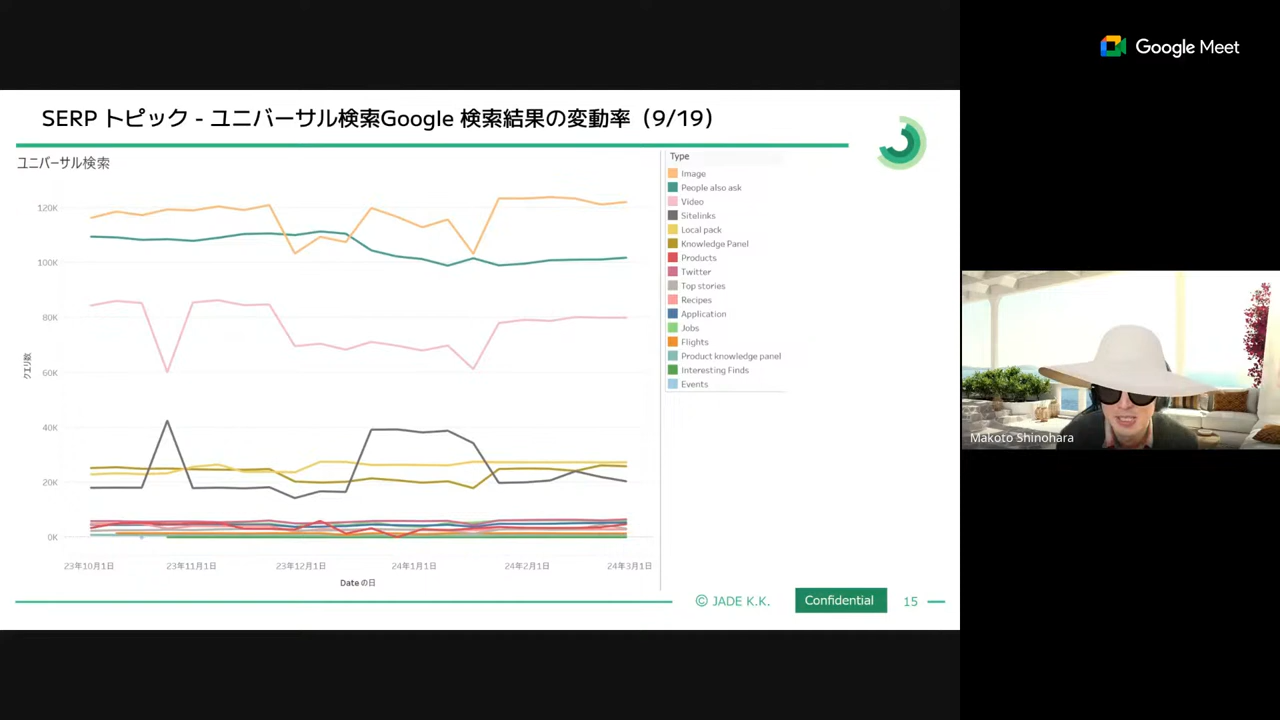 Google Meet
SERP トピック - ユニバーサル検索Google 検索結果の変動率（9/19）
ユニバーサル検索
Type
Image
People also ask
Video
Sitelinks
Local pack
Knowledge Panel
Products
Twitter
Top stories
Recipes
Application
Jobs
Flights
Product knowledge panel
Interesting Finds
Events
120K
100K
80K
60K
40K
20K
0K
クエリ数
23年10月1日
23年11月1日
23年12月1日
24年1月1日
24年2月1日
24年3月1日
Date の日
© JADE K.K.
Confidential
15
Makoto Shinohara